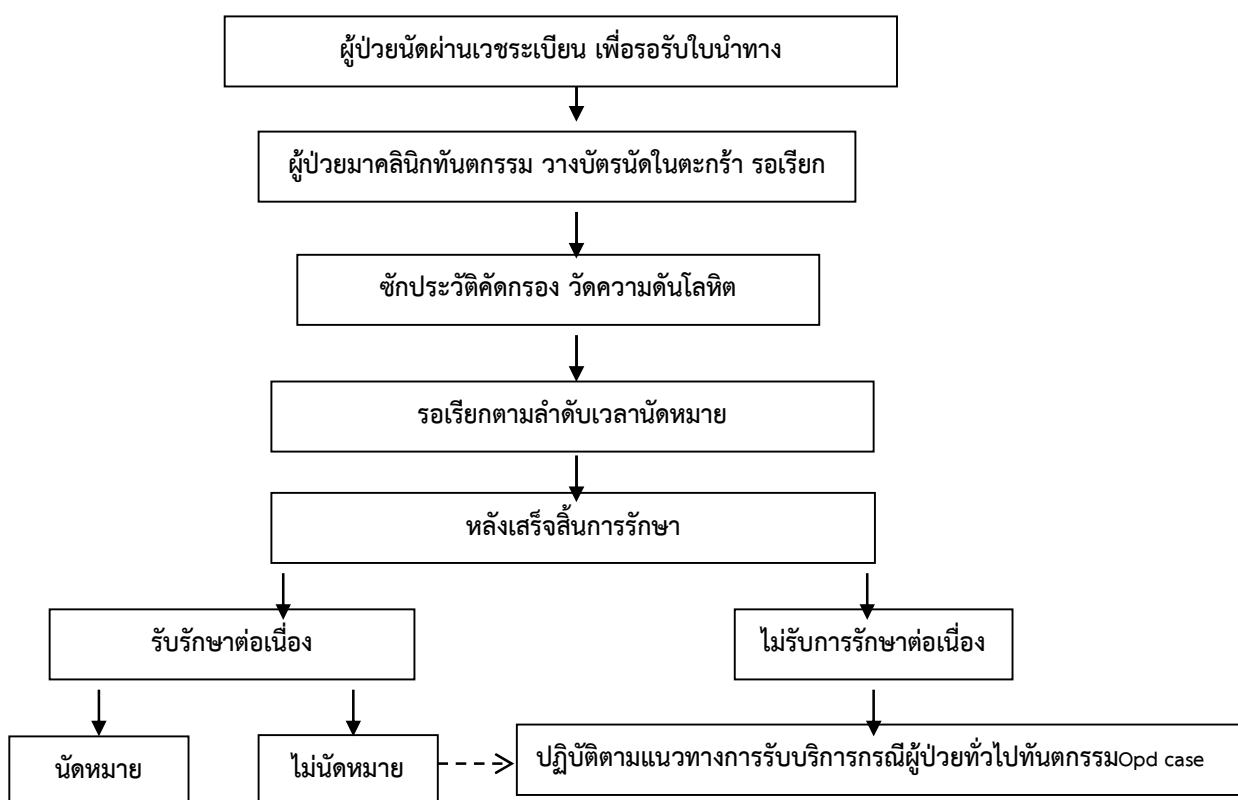 ผู้ป่วยนัดผ่านเวชระเบียน เพื่อรอรับใบนำทาง
ผู้ป่วยมาคลินิกทันตกรรม วางบัตรนัดในตะกร้า รอเรียก
ซักประวัติคัดกรอง วัดความดันโลหิต
รอเรียกตามลำดับเวลานัดหมาย
หลังเสร็จสิ้นการรักษา
รับรักษาต่อเนื่อง
ไม่รับการรักษาต่อเนื่อง
นัดหมาย
ไม่นัดหมาย
ปฏิบัติตามแนวทางการรับบริการกรณีผู้ป่วยทั่วไปทันตกรรมOpd case